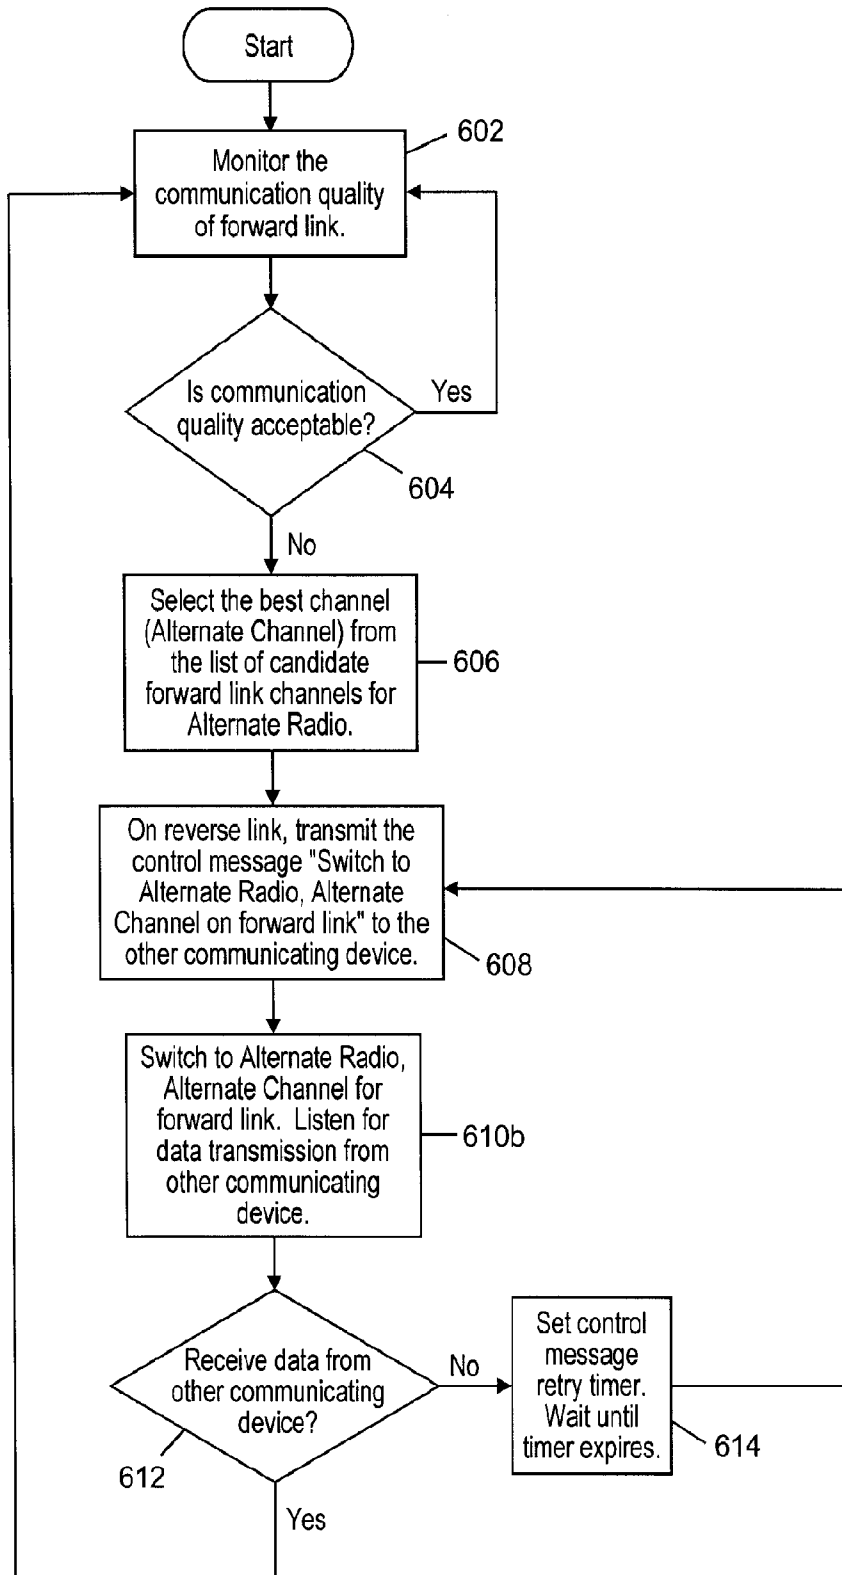 Start
602
Monitor the
communication quality
of forward link.
Is communication
quality acceptable?
Yes
604
No
Select the best channel
(Alternate Channel) from
the list of candidate
forward link channels for
Alternate Radio.
606
On reverse link, transmit the
control message "Switch to
Alternate Radio, Alternate
Channel on forward link" to the
other communicating device.
608
Switch to Alternate Radio,
Alternate Channel for
forward link. Listen for
data transmission from
other communicating
device.
610b
Receive data from
other communicating
device?
No
612
Set control
message
retry timer.
Wait until
timer expires.
614
Yes